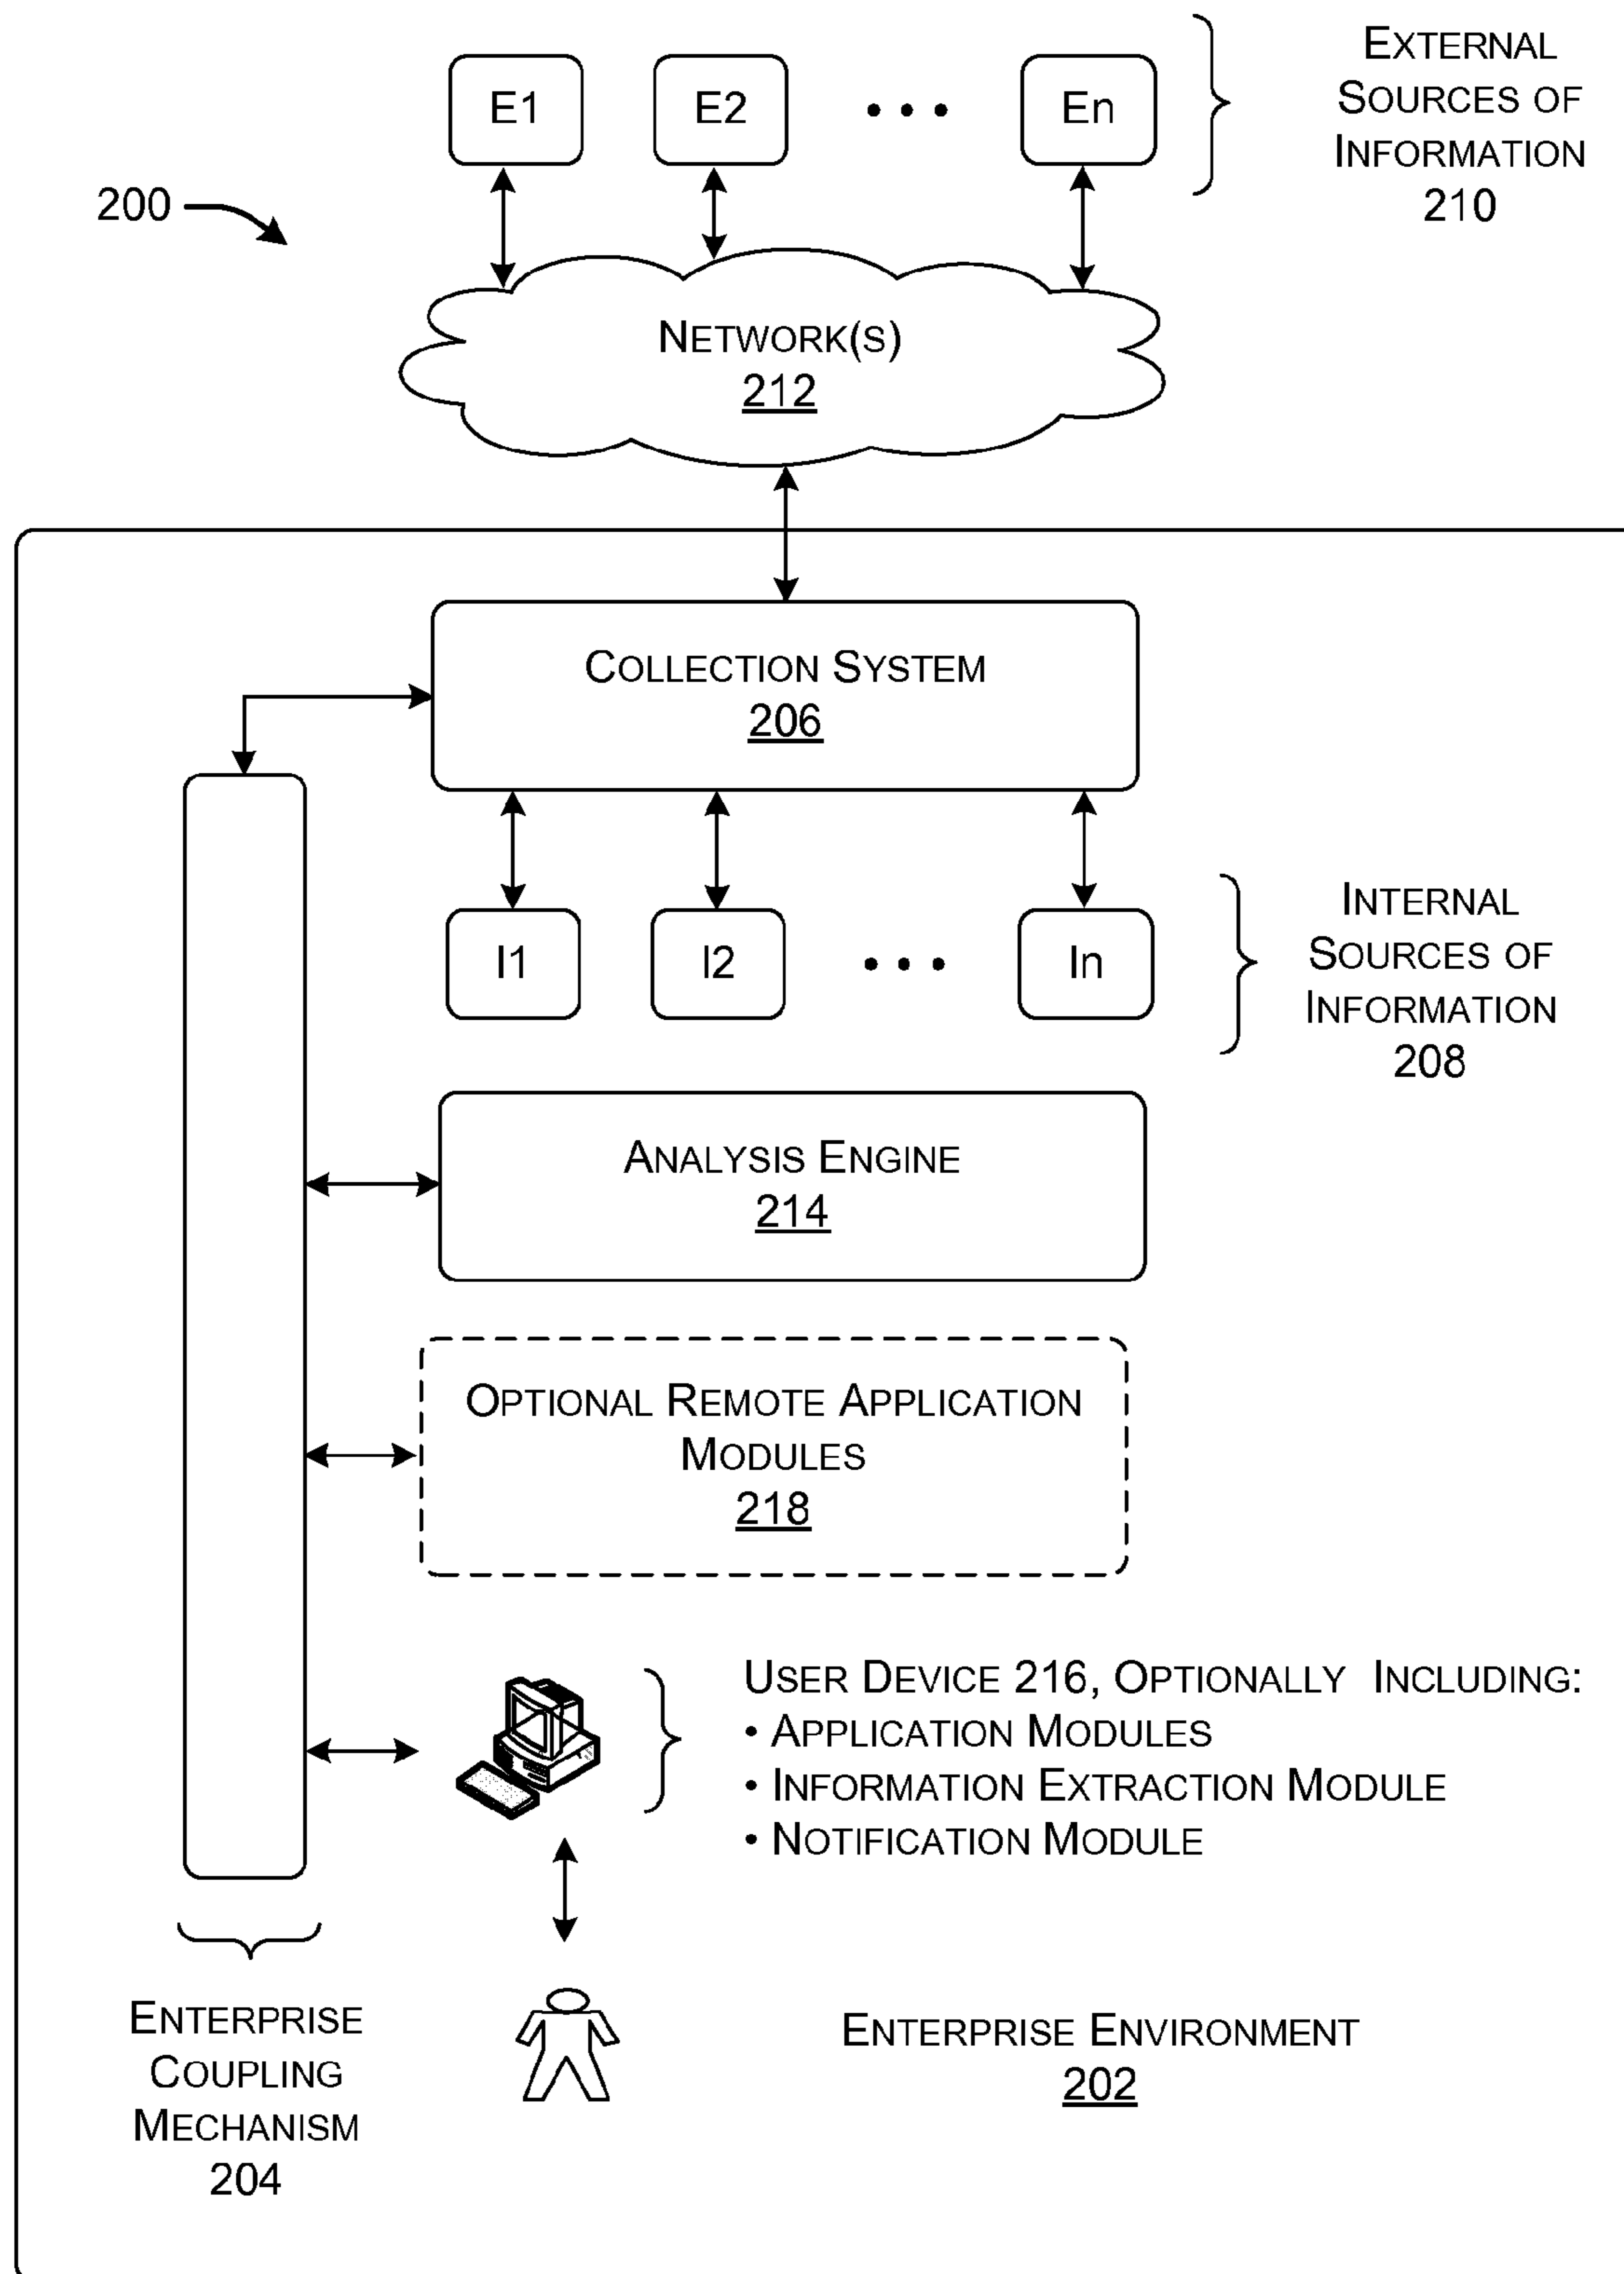 E1 E2 • • • En
EXTERNAL
SOURCES OF
INFORMATION
210
200
NETWORK(S)
212
COLLECTION SYSTEM
206
I1 I2 • • • In
INTERNAL
SOURCES OF
INFORMATION
208
ANALYSIS ENGINE
214
OPTIONAL REMOTE APPLICATION
MODULES
218
USER DEVICE 216, OPTIONALLY INCLUDING:
• APPLICATION MODULES
• INFORMATION EXTRACTION MODULE
• NOTIFICATION MODULE
ENTERPRISE
COUPLING
MECHANISM
204
ENTERPRISE ENVIRONMENT
202